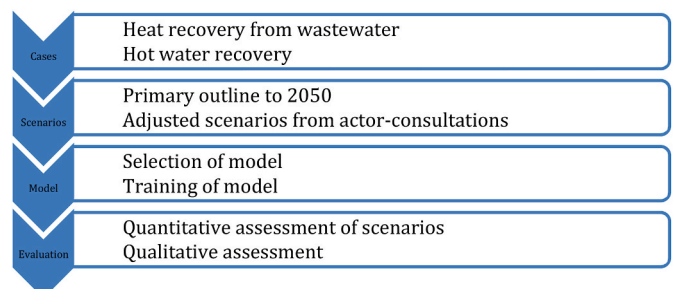 Cases
Heat recovery from wastewater
Hot water recovery
Scenarios
Primary outline to 2050
Adjusted scenarios from actor-consultations
Model
Selection of model
Training of model
Evaluation
Quantitative assessment of scenarios
Qualitative assessment